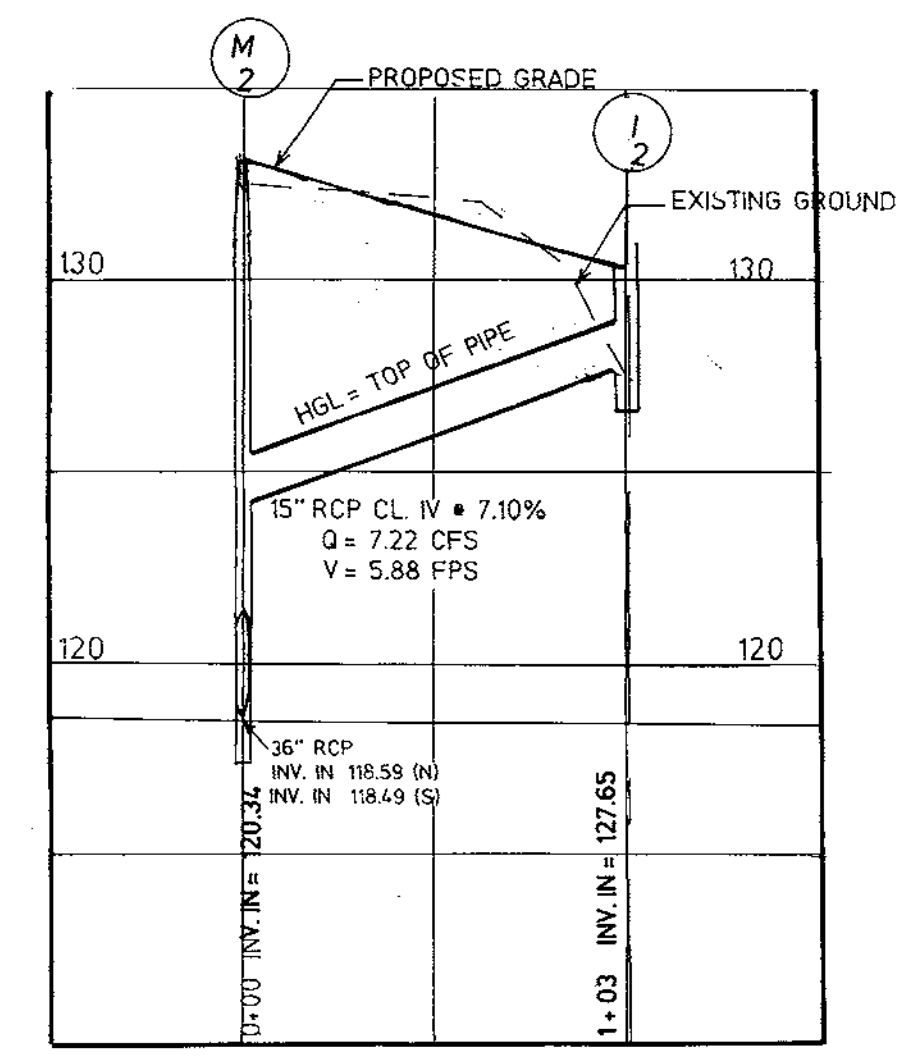 M
2
PROPOSED GRADE
I
2
EXISTING GROUND
130
130
HGL = TOP OF PIPE
15" RCP CL. IV @ 7.10%
Q = 7.22 CFS
V = 5.88 FPS
120
120
36" RCP
INV. IN 118.59 (N)
INV. IN 118.49 (S)
0+00 INV. IN = 120.34
1+03 INV. IN = 127.65